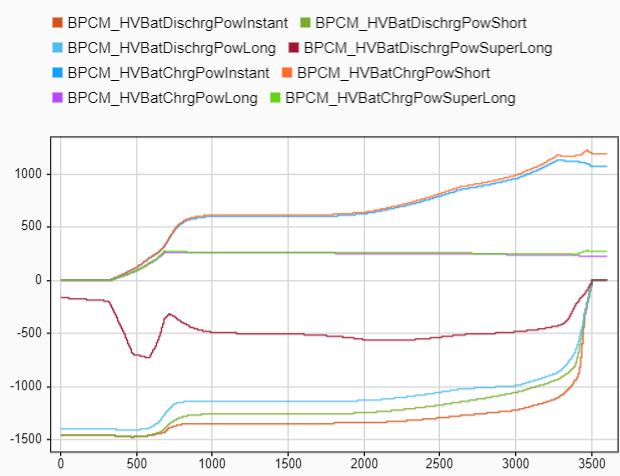 BPCM_HVBatDischrgPowInstant BPCM_HVBatDischrgPowShort
BPCM_HVBatDischrgPowLong BPCM_HVBatDischrgPowSuperLong
BPCM_HVBatChrgPowInstant BPCM_HVBatChrgPowShort
BPCM_HVBatChrgPowLong BPCM_HVBatChrgPowSuperLong
1000
500
0
-500
-1000
-1500
0 500 1000 1500 2000 2500 3000 3500